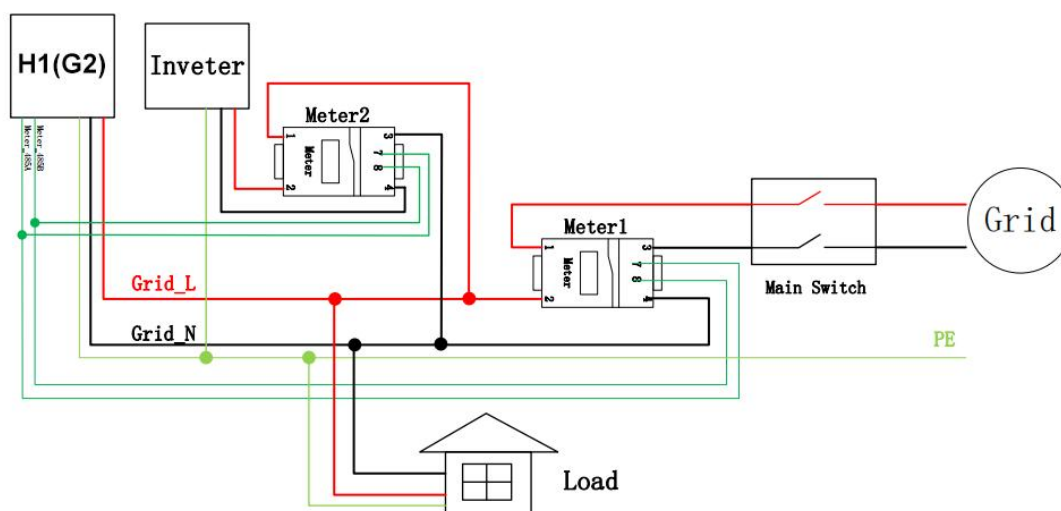 H1(G2)
Inveter
Meter_485A
Meter_485B
Meter2
1
2
3
7
8
4
Meter
Meter1
1
2
3
7
8
4
Meter
Main Switch
Grid
Grid_L
Grid_N
PE
Load